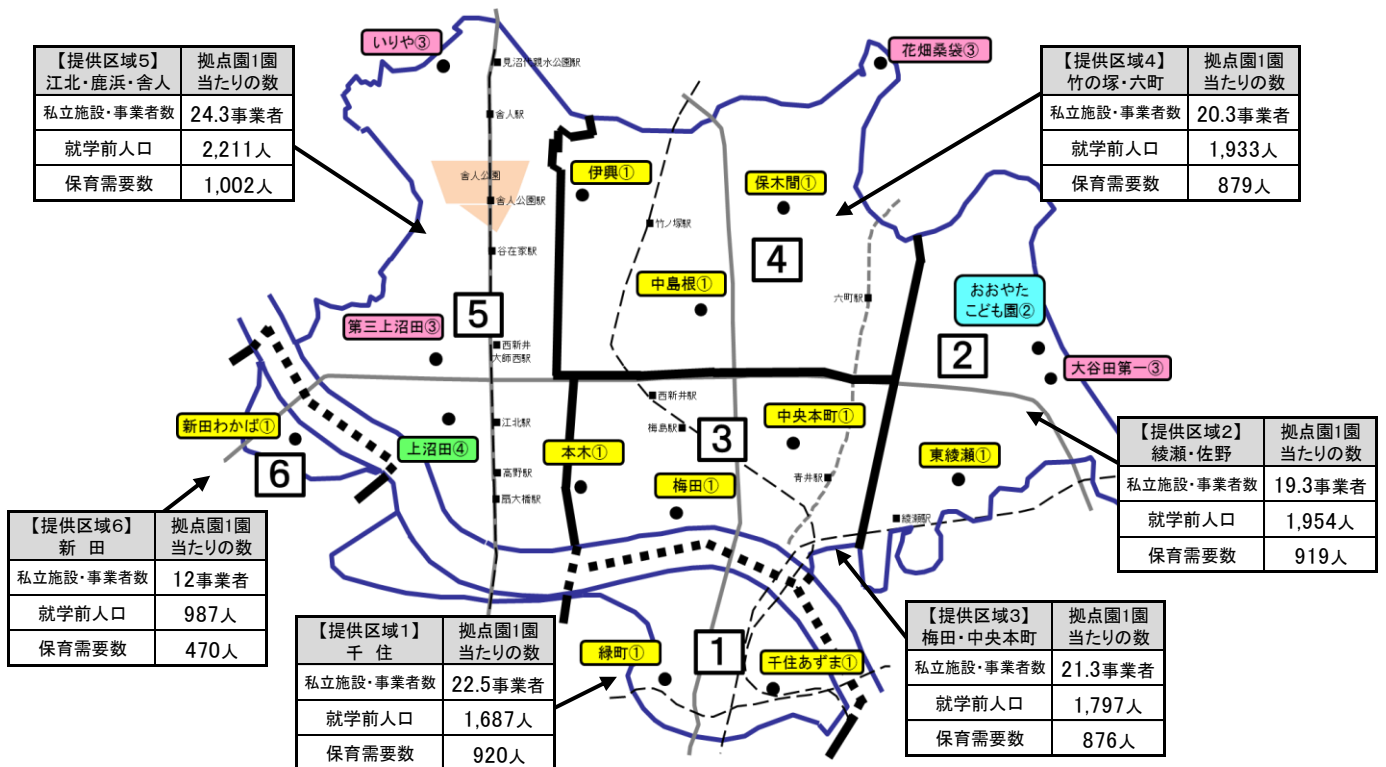 いりや③
花畑桑袋③
【提供区域5】
江北・鹿浜・舎人
拠点園1園
当たりの数
私立施設・事業者数
24.3事業者
就学前人口
2,211人
保育需要数
1,002人
【提供区域4】
竹の塚・六町
拠点園1園
当たりの数
私立施設・事業者数
20.3事業者
就学前人口
1,933人
保育需要数
879人
見沼代親水公園駅
舎人駅
舎人公園
舎人公園駅
谷在家駅
伊興①
保木間①
竹ノ塚駅
4
中島根①
六町駅
おおやた
こども園②
5
2
第三上沼田③
西新井
大師西駅
大谷田第一③
西新井駅
梅島駅
3
中央本町①
新田わかば①
上沼田④
江北駅
本木①
東綾瀬①
6
高野駅
扇大橋駅
梅田①
青井駅
綾瀬駅
【提供区域2】
綾瀬・佐野
拠点園1園
当たりの数
私立施設・事業者数
19.3事業者
就学前人口
1,954人
保育需要数
919人
【提供区域6】
新 田
拠点園1園
当たりの数
私立施設・事業者数
12事業者
就学前人口
987人
保育需要数
470人
【提供区域1】
千 住
拠点園1園
当たりの数
私立施設・事業者数
22.5事業者
就学前人口
1,687人
保育需要数
920人
緑町①
1
千住あずま①
【提供区域3】
梅田・中央本町
拠点園1園
当たりの数
私立施設・事業者数
21.3事業者
就学前人口
1,797人
保育需要数
876人